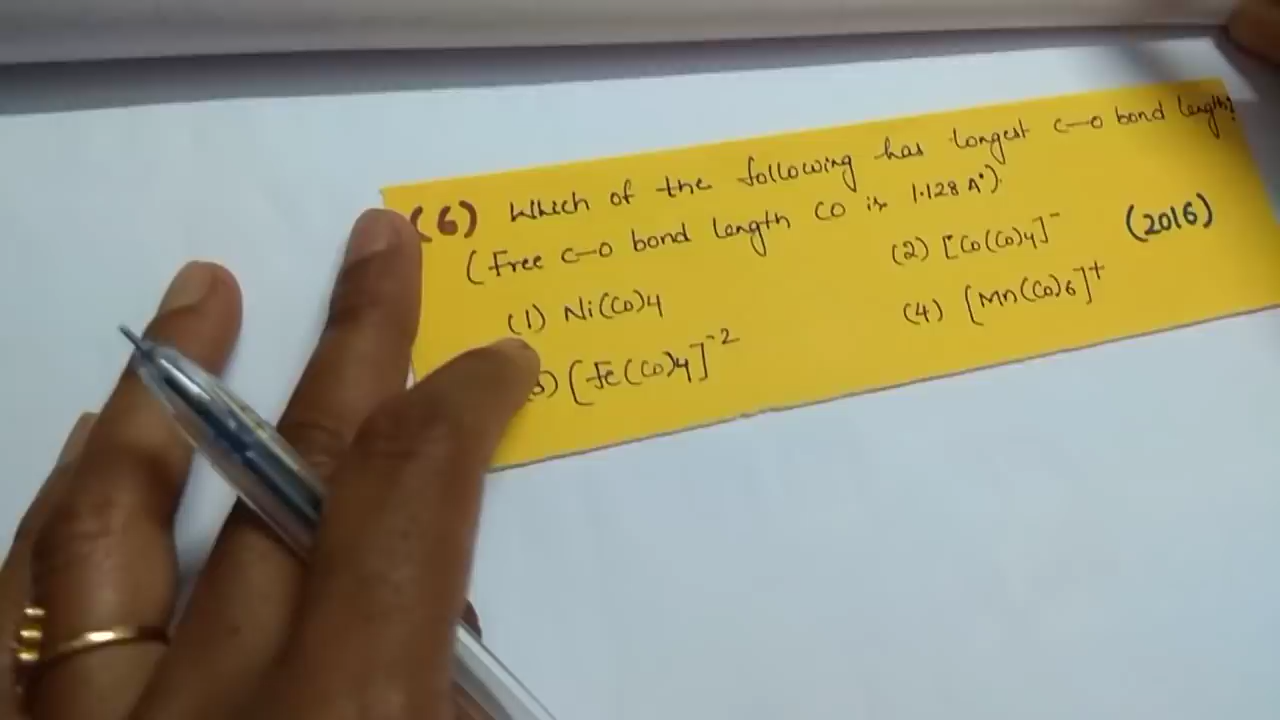 (6) Which of the following has longest C–O bond length?
(Free C–O bond length CO is 1.128 A°).
(1) Ni(CO)4 (2) [Co(CO)4]⁻ (2016)
3) [Fe(CO)4]⁻² (4) [Mn(CO)6]⁺